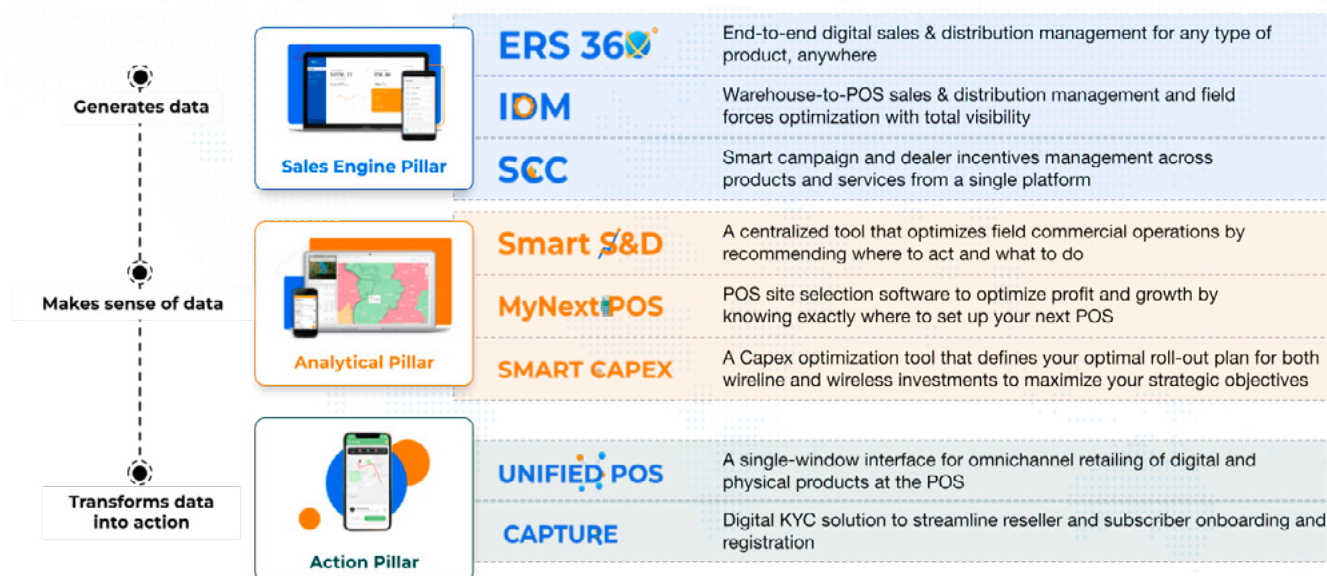 Generates data
Sales Engine Pillar
ERS 360
End-to-end digital sales & distribution management for any type of
product, anywhere
IDM
Warehouse-to-POS sales & distribution management and field
forces optimization with total visibility
SCC
Smart campaign and dealer incentives management across
products and services from a single platform
Makes sense of data
Analytical Pillar
Smart S&D
A centralized tool that optimizes field commercial operations by
recommending where to act and what to do
MyNext POS
POS site selection software to optimize profit and growth by
knowing exactly where to set up your next POS
SMART CAPEX
A Capex optimization tool that defines your optimal roll-out plan for both
wireline and wireless investments to maximize your strategic objectives
Transforms data
into action
Action Pillar
UNIFIED POS
A single-window interface for omnichannel retailing of digital and
physical products at the POS
CAPTURE
Digital KYC solution to streamline reseller and subscriber onboarding and
registration